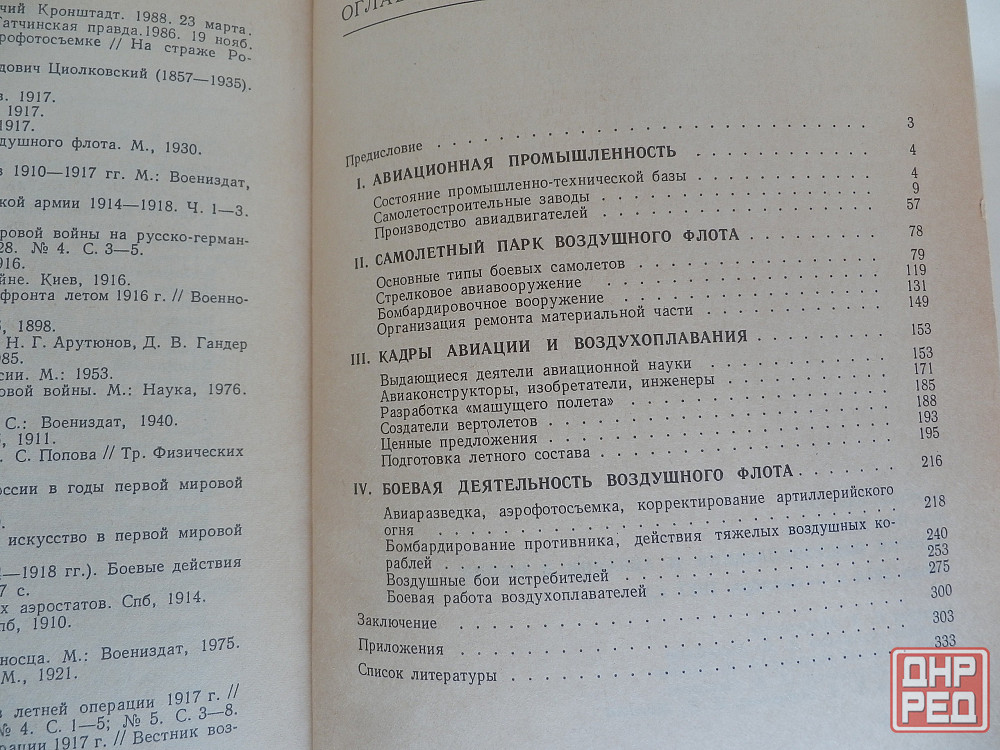 чий Кронштадт. 1988. 23 марта.
Гатчинская правда.1986. 19 нояб.
рофотосъемке // На страже Ро-
дович Циолковский (1857—1935).
в. 1917.
1917.
1917.
душного флота. М., 1930.
в 1910—1917 гг. М.: Воениздат,
кой армии 1914—1918. Ч. 1—3.
ровой войны на русско-герман-
28. № 4. С. 3—5.
916.
йне. Киев, 1916.
фронта летом 1916 г. // Военно-
5, 1898.
Н. Г. Арутюнов, Д. В. Гандер
985.
сии. М.: 1953.
овой войны. М.: Наука, 1976.
С.: Воениздат, 1940.
, 1911.
. С. Попова // Тр. Физических
оссии в годы первой мировой
искусство в первой мировой
—1918 гг.). Боевые действия
7 с.
х аэростатов. Спб, 1914.
пб, 1910.
носца. М.: Воениздат, 1975.
М., 1921.
в летней операции 1917 г. //
№ 4. С. 1—5; № 5. С. 3—8.
рации 1917 г. // Вестник воз-
ОГЛАВ
Предисловие . . . 3
I. АВИАЦИОННАЯ ПРОМЫШЛЕННОСТЬ . . . 4
Состояние промышленно-технической базы . . . 4
Самолетостроительные заводы . . . 9
Производство авиадвигателей . . . 57
II. САМОЛЕТНЫЙ ПАРК ВОЗДУШНОГО ФЛОТА . . . 78
Основные типы боевых самолетов . . . 79
Стрелковое авиавооружение . . . 119
Бомбардировочное вооружение . . . 131
Организация ремонта материальной части . . . 149
III. КАДРЫ АВИАЦИИ И ВОЗДУХОПЛАВАНИЯ . . . 153
Выдающиеся деятели авиационной науки . . . 153
Авиаконструкторы, изобретатели, инженеры . . . 171
Разработка «машущего полета» . . . 185
Создатели вертолетов . . . 188
Ценные предложения . . . 193
Подготовка летного состава . . . 195
IV. БОЕВАЯ ДЕЯТЕЛЬНОСТЬ ВОЗДУШНОГО ФЛОТА . . . 216
Авиаразведка, аэрофотосъемка, корректирование артиллерийского
огня . . . 218
Бомбардирование противника, действия тяжелых воздушных ко-
раблей . . . 240
Воздушные бои истребителей . . . 253
Боевая работа воздухоплавателей . . . 275
Заключение . . . 300
Приложения . . . 303
Список литературы . . . 333
ДНР
РЕД